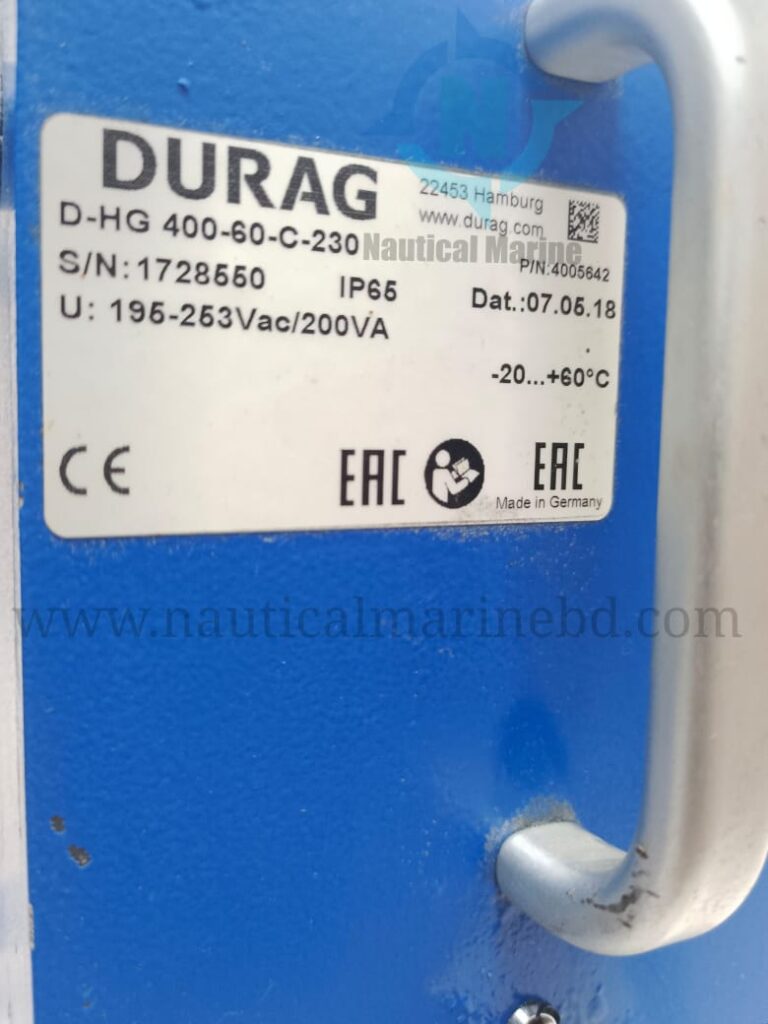 DURAG
22453 Hamburg
www.durag.com
D-HG 400-60-C-230
Nautical Marine
P/N:4005642
S/N:1728550
IP65
Dat.:07.05.18
U: 195-253Vac/200VA
-20...+60°C
CE
EAC
EAC
Made in Germany
www.nauticalmarinebd.com